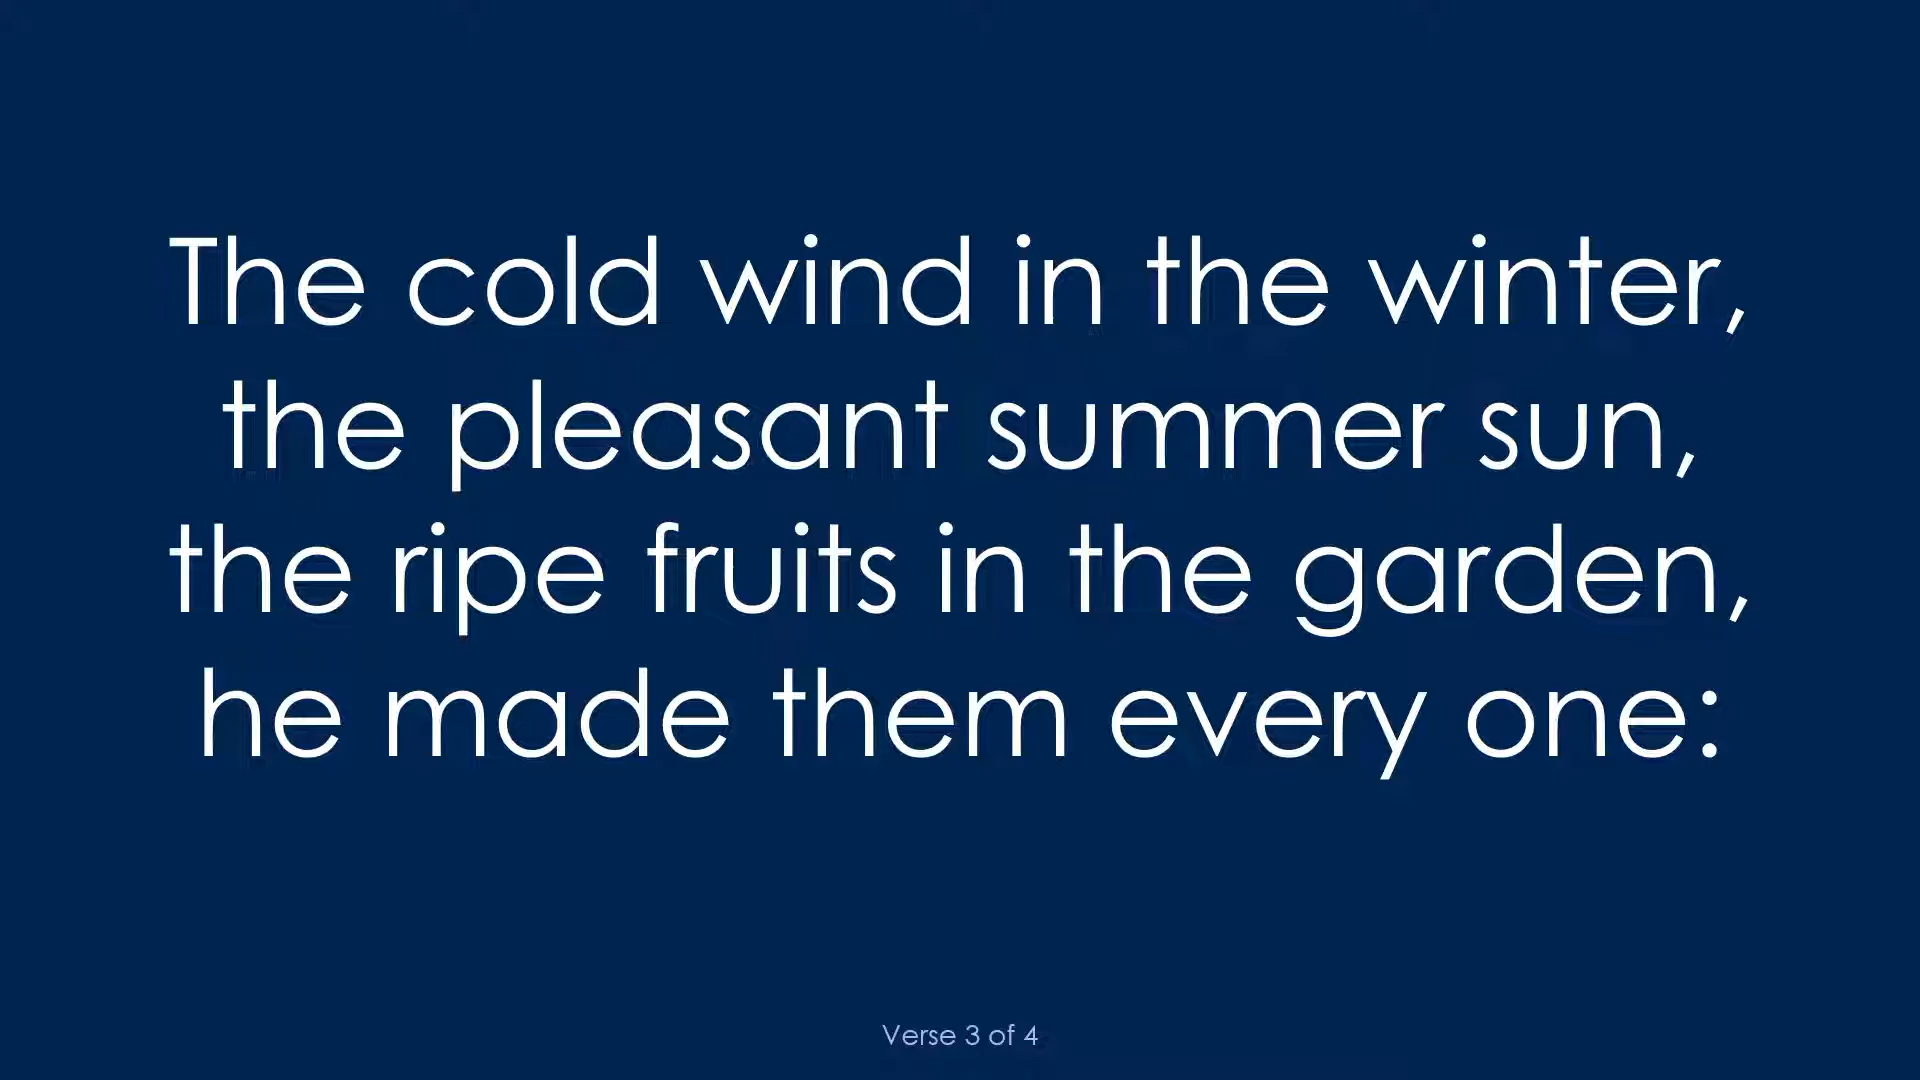 The cold wind in the winter,
the pleasant summer sun,
the ripe fruits in the garden,
he made them every one:
Verse 3 of 4